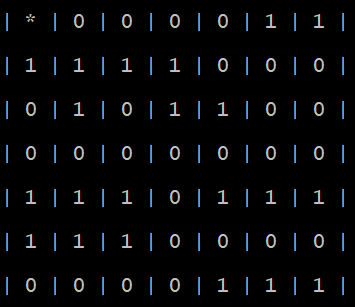 | * | 0 | 0 | 0 | 0 | 1 | 1 |
| 1 | 1 | 1 | 1 | 0 | 0 | 0 |
| 0 | 1 | 0 | 1 | 1 | 0 | 0 |
| 0 | 0 | 0 | 0 | 0 | 0 | 0 |
| 1 | 1 | 1 | 0 | 1 | 1 | 1 |
| 1 | 1 | 1 | 0 | 0 | 0 | 0 |
| 0 | 0 | 0 | 0 | 1 | 1 | 1 |